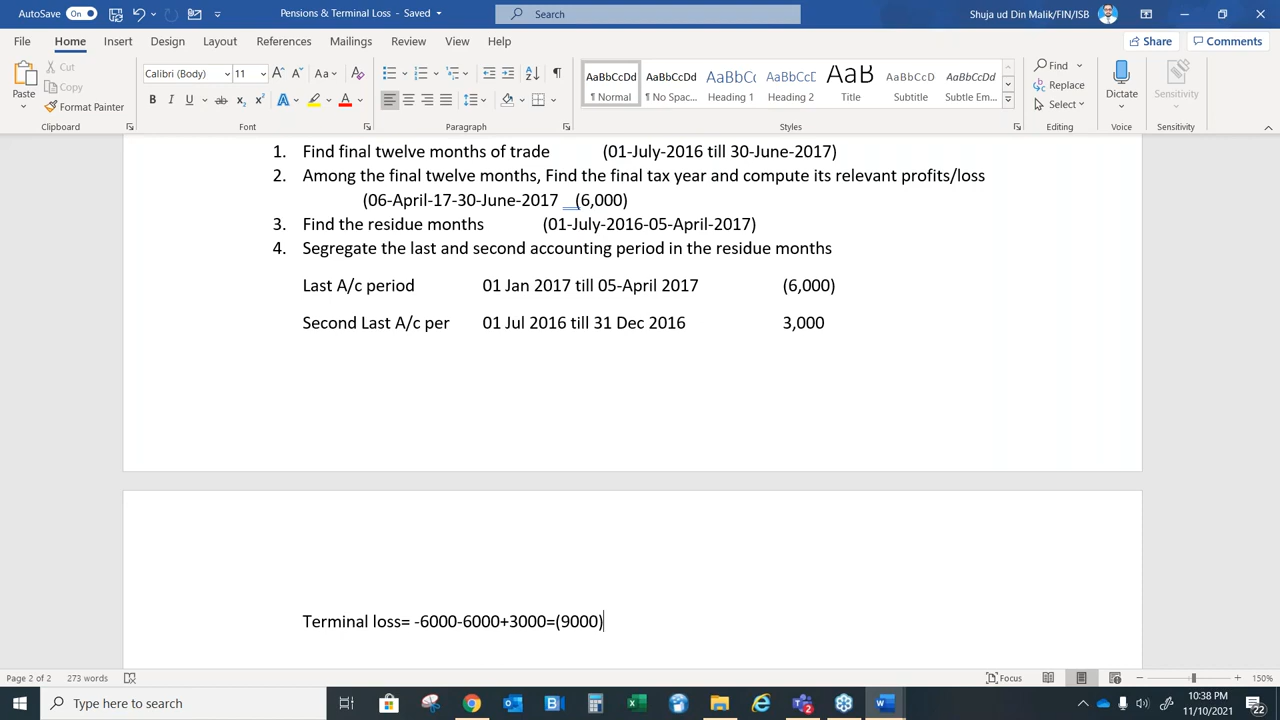 AutoSave On Pensions & Terminal Loss - Saved Search Shuja ud Din Malik/FIN/ISB
File Home Insert Design Layout References Mailings Review View Help Share Comments
Paste Cut Copy Format Painter
Calibri (Body) 11 Aa
B I U ab x₂ x² A A
AaBbCcDd AaBbCcDd AaBbCc AaBbCcE AaB AaBbCcD AaBbCcDd
¶ Normal ¶ No Spac... Heading 1 Heading 2 Title Subtitle Subtle Em...
Find Replace Select Dictate Sensitivity
Clipboard Font Paragraph Styles Editing Voice Sensitivity
1. Find final twelve months of trade (01-July-2016 till 30-June-2017)
2. Among the final twelve months, Find the final tax year and compute its relevant profits/loss
(06-April-17-30-June-2017 (6,000)
3. Find the residue months (01-July-2016-05-April-2017)
4. Segregate the last and second accounting period in the residue months
Last A/c period 01 Jan 2017 till 05-April 2017 (6,000)
Second Last A/c per 01 Jul 2016 till 31 Dec 2016 3,000
Terminal loss= -6000-6000+3000=(9000)
Page 2 of 2 273 words Focus 150%
Type here to search 10:38 PM
11/10/2021 22